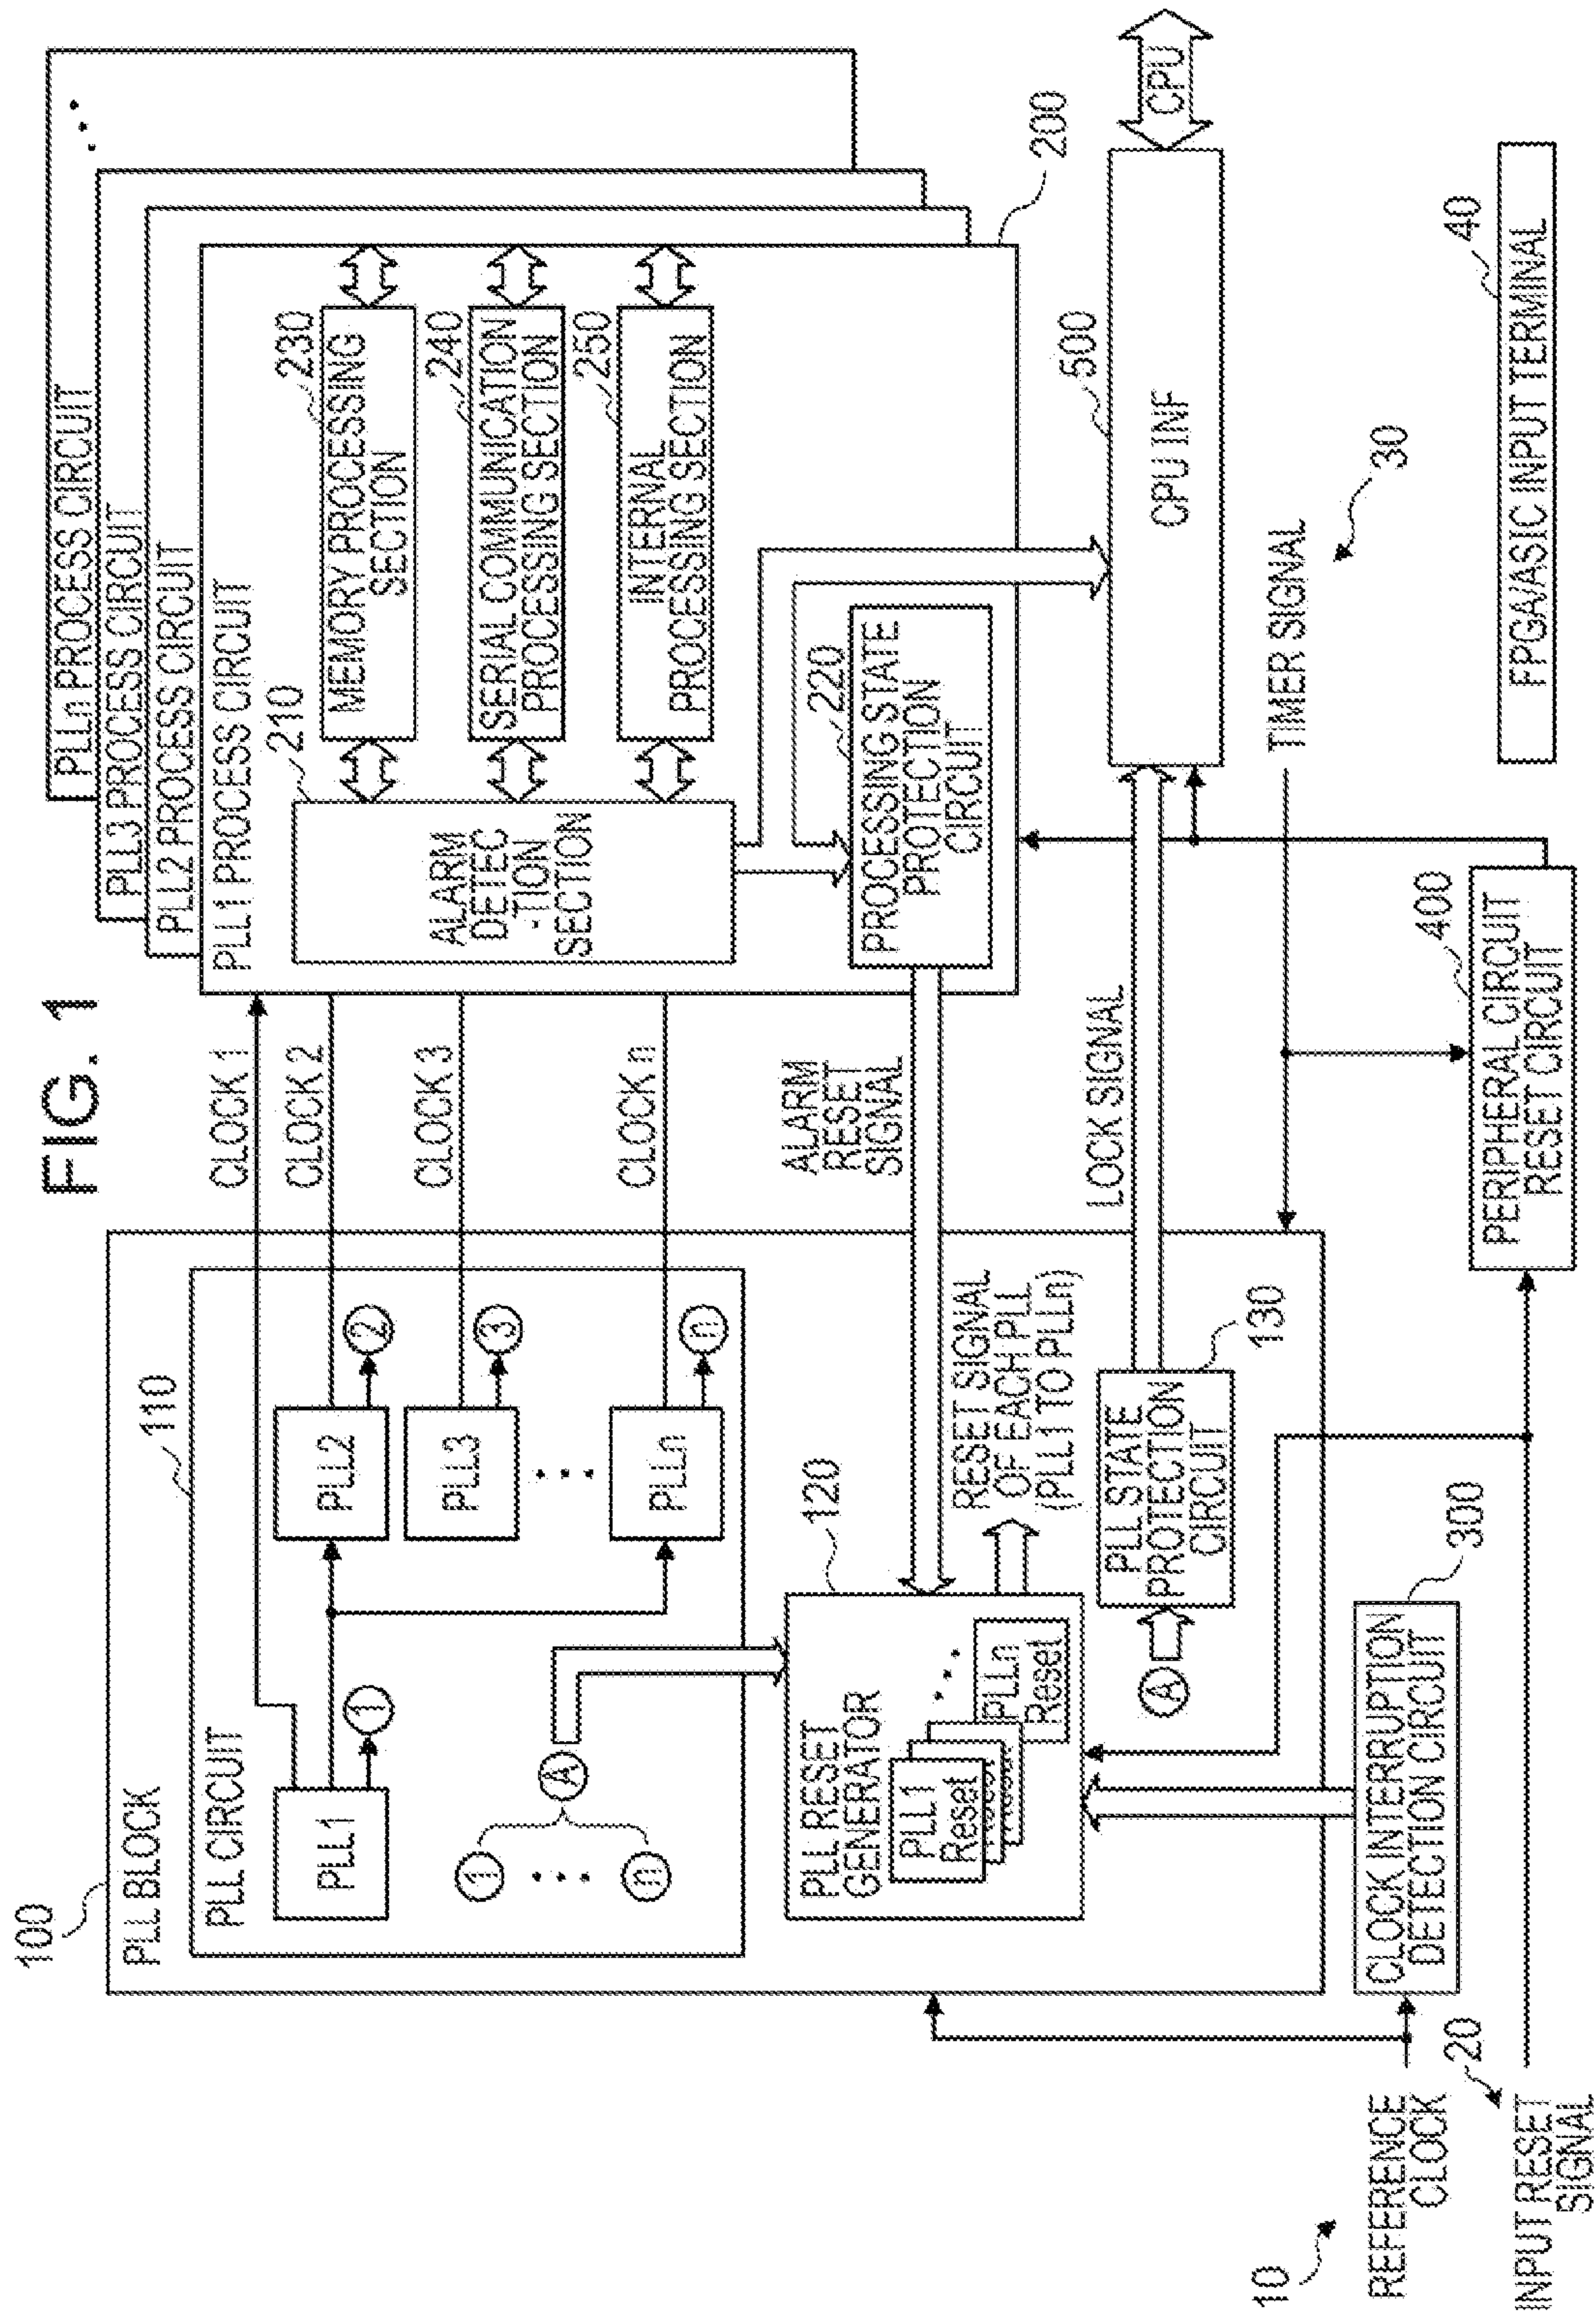 FIG. 1
100
PLL BLOCK
110
PLL CIRCUIT
PLL1
1
PLL2
2
PLL3
3
• • •
PLLn
n
1
• • •
n
A
CLOCK 1
CLOCK 2
CLOCK 3
CLOCK n
120
PLL RESET
GENERATOR
PLL1
Reset
• • •
PLLn
Reset
RESET SIGNAL
OF EACH PLL
(PLL1 TO PLLn)
ALARM
RESET
SIGNAL
A
PLL STATE
PROTECTION
CIRCUIT
130
LOCK SIGNAL
300
CLOCK INTERRUPTION
DETECTION CIRCUIT
PLLn PROCESS CIRCUIT
• • •
PLL3 PROCESS CIRCUIT
PLL2 PROCESS CIRCUIT
PLL1 PROCESS CIRCUIT
200
210
ALARM
DETEC
-TION
SECTION
230
MEMORY PROCESSING
SECTION
240
SERIAL COMMUNICATION
PROCESSING SECTION
250
INTERNAL
PROCESSING SECTION
220
PROCESSING STATE
PROTECTION
CIRCUIT
500
CPU INF
CPU
TIMER SIGNAL
30
400
PERIPHERAL CIRCUIT
RESET CIRCUIT
40
FPGA/ASIC INPUT TERMINAL
10
REFERENCE
CLOCK
20
INPUT RESET
SIGNAL